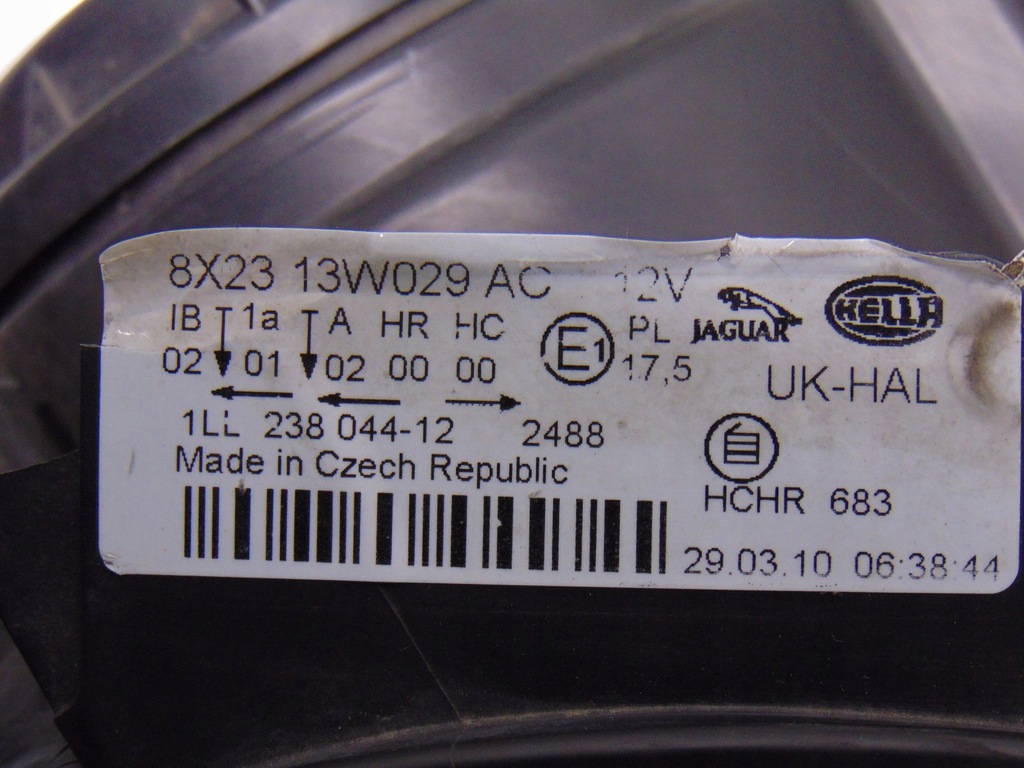 8X23 13W029 AC 12V
JAGUAR HELLA
IB 1a A HR HC E1 PL
02 01 02 00 00 17,5
UK-HAL
1LL 238 044-12 2488
Made in Czech Republic
HCHR 683
29.03.10 06:38:44